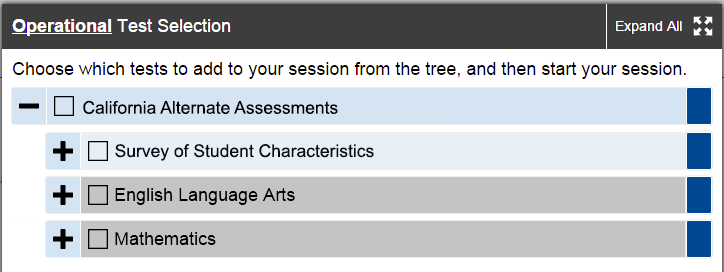 Operational Test Selection
Expand All
Choose which tests to add to your session from the tree, and then start your session.
California Alternate Assessments
Survey of Student Characteristics
English Language Arts
Mathematics